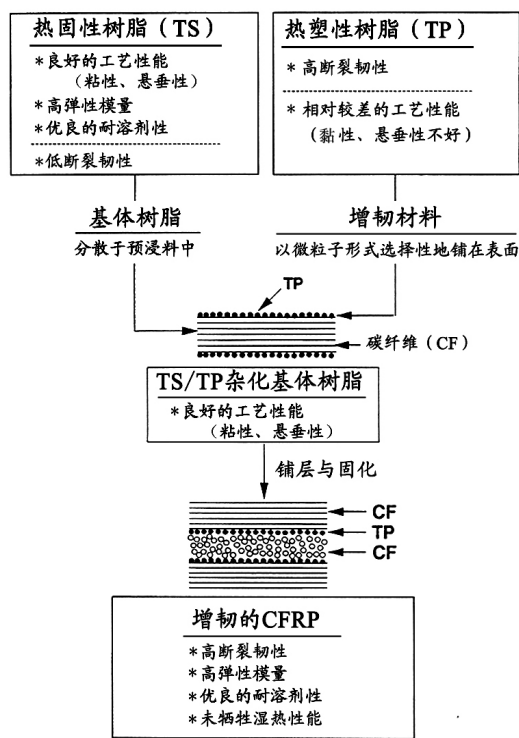 热固性树脂(TS)
*良好的工艺性能
(粘性、悬垂性)
*高弹性模量
*优良的耐溶剂性
*低断裂韧性
热塑性树脂(TP)
*高断裂韧性
*相对较差的工艺性能
(黏性、悬垂性不好)
基体树脂
分散于预浸料中
增韧材料
以微粒子形式选择性地铺在表面
TP
碳纤维(CF)
TS/TP杂化基体树脂
*良好的工艺性能
(粘性、悬垂性)
铺层与固化
CF
TP
CF
增韧的CFRP
*高断裂韧性
*高弹性模量
*优良的耐溶剂性
*未牺牲湿热性能